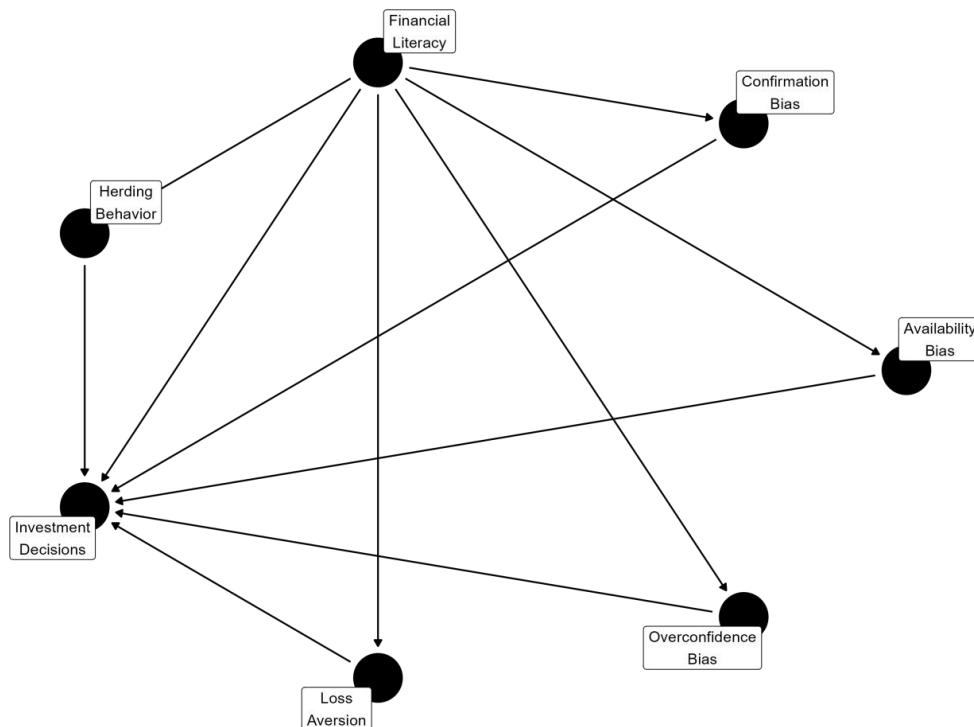 Financial
Literacy
Confirmation
Bias
Herding
Behavior
Availability
Bias
Investment
Decisions
Overconfidence
Bias
Loss
Aversion